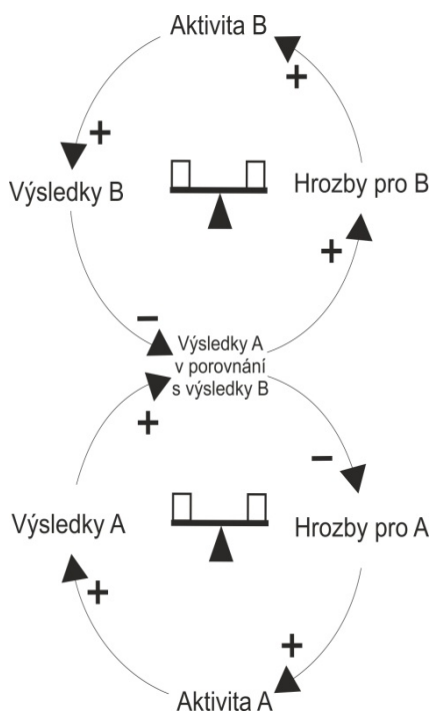 Aktivita B
+
+
Výsledky B
Hrozby pro B
+
−
Výsledky A
v porovnání
s výsledky B
+
−
Výsledky A
Hrozby pro A
+
+
Aktivita A